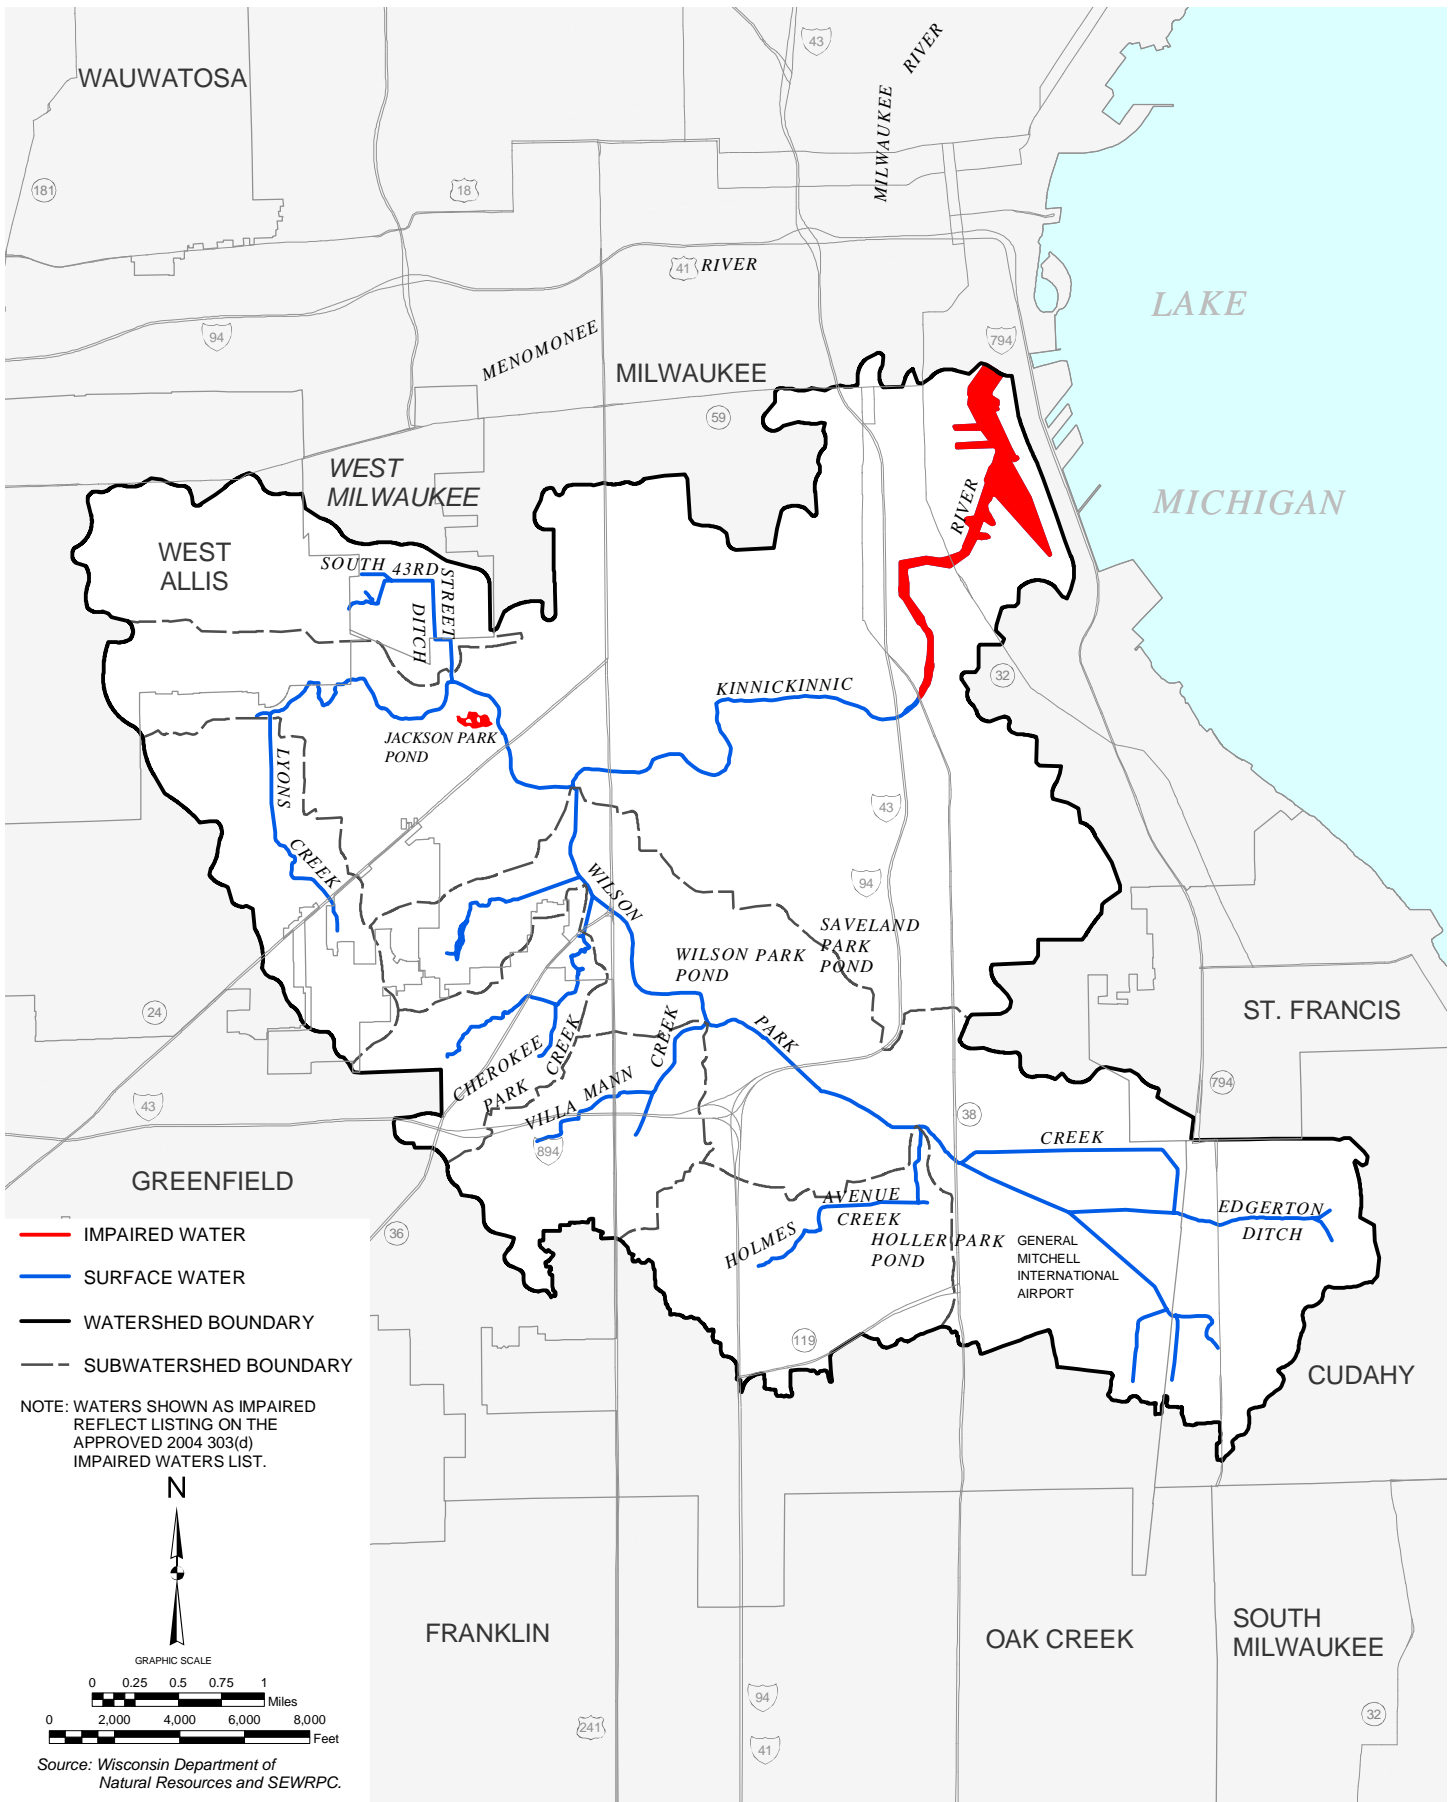 WAUWATOSA
43
MILWAUKEE RIVER
181
18
41
RIVER
94
MENOMONEE
MILWAUKEE
59
794
LAKE
MICHIGAN
WEST
MILWAUKEE
WEST
ALLIS
SOUTH 43RD
STREET
DITCH
RIVER
KINNICKINNIC
32
JACKSON PARK
POND
LYONS
CREEK
43
94
WILSON
WILSON PARK
POND
SAVELAND
PARK
POND
24
ST. FRANCIS
PARK
CREEK
CHEROKEE
PARK
CREEK
VILLA MANN
43
794
38
894
CREEK
GREENFIELD
AVENUE
CREEK
HOLMES
HOLLER PARK
POND
GENERAL
MITCHELL
INTERNATIONAL
AIRPORT
EDGERTON
DITCH
36
119
CUDAHY
IMPAIRED WATER
SURFACE WATER
WATERSHED BOUNDARY
SUBWATERSHED BOUNDARY
NOTE: WATERS SHOWN AS IMPAIRED
REFLECT LISTING ON THE
APPROVED 2004 303(d)
IMPAIRED WATERS LIST.
N
GRAPHIC SCALE
0 0.25 0.5 0.75 1
Miles
0 2,000 4,000 6,000 8,000
Feet
Source: Wisconsin Department of
Natural Resources and SEWRPC.
FRANKLIN
OAK CREEK
SOUTH
MILWAUKEE
94
241
41
32